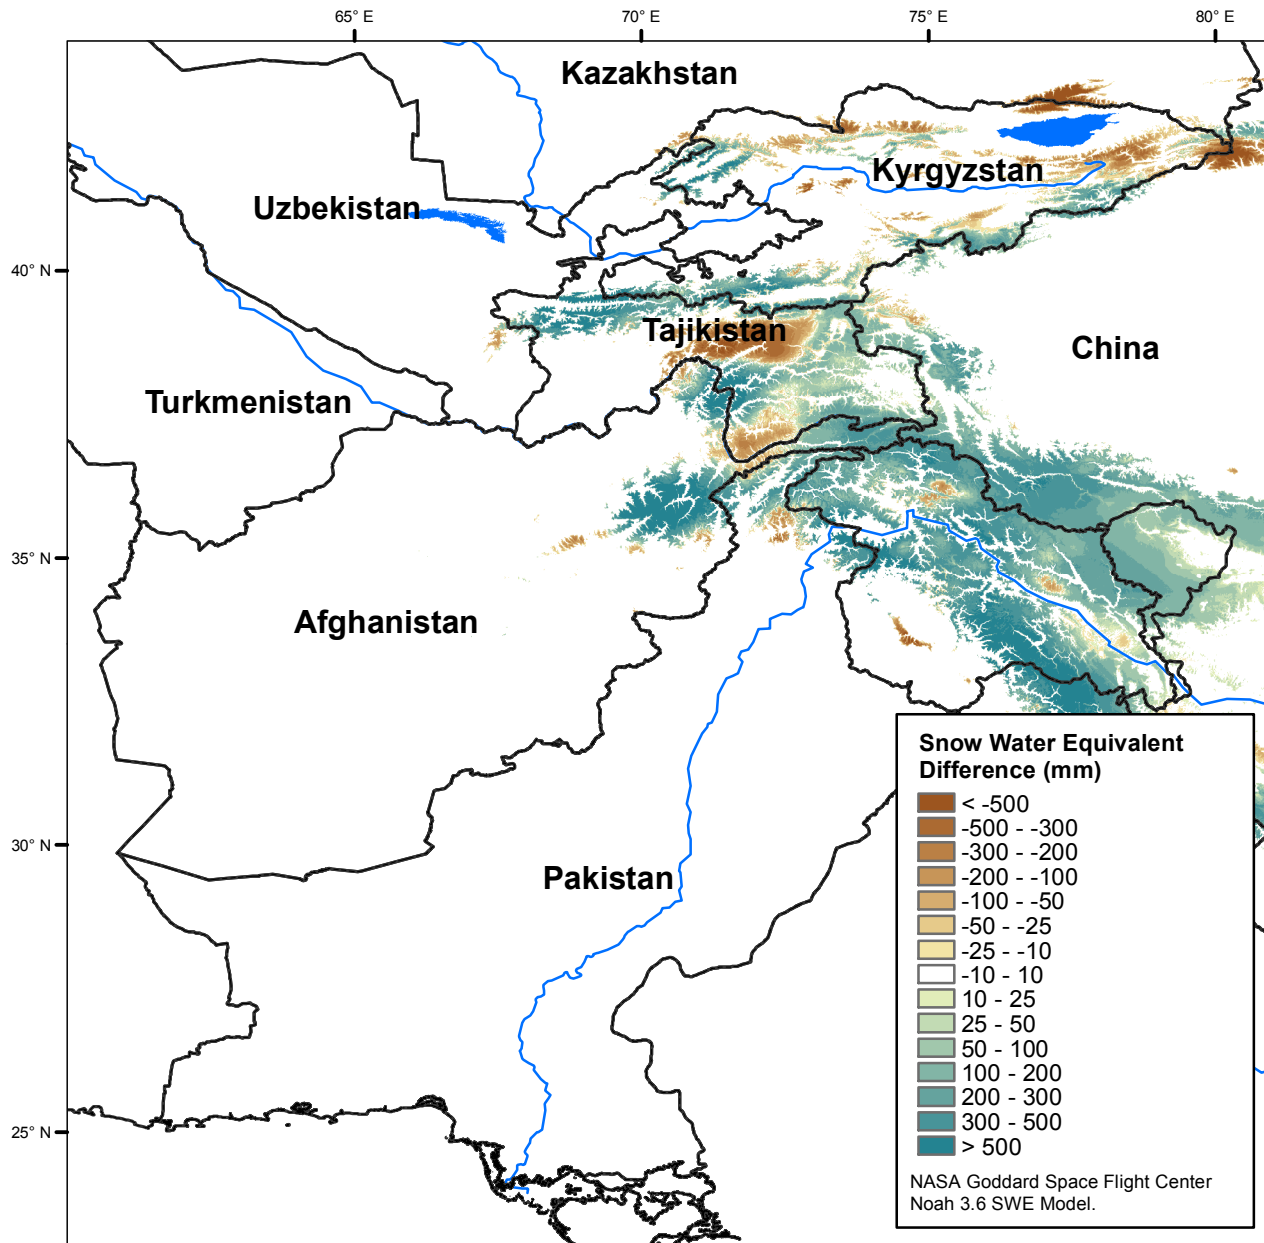 65° E
70° E
75° E
80° E
Kazakhstan
Kyrgyzstan
Uzbekistan
40° N
Tajikistan
China
Turkmenistan
35° N
Afghanistan
Snow Water Equivalent
Difference (mm)
< -500
-500 - -300
-300 - -200
-200 - -100
-100 - -50
-50 - -25
-25 - -10
-10 - 10
10 - 25
25 - 50
50 - 100
100 - 200
200 - 300
300 - 500
> 500
NASA Goddard Space Flight Center
Noah 3.6 SWE Model.
30° N
Pakistan
25° N